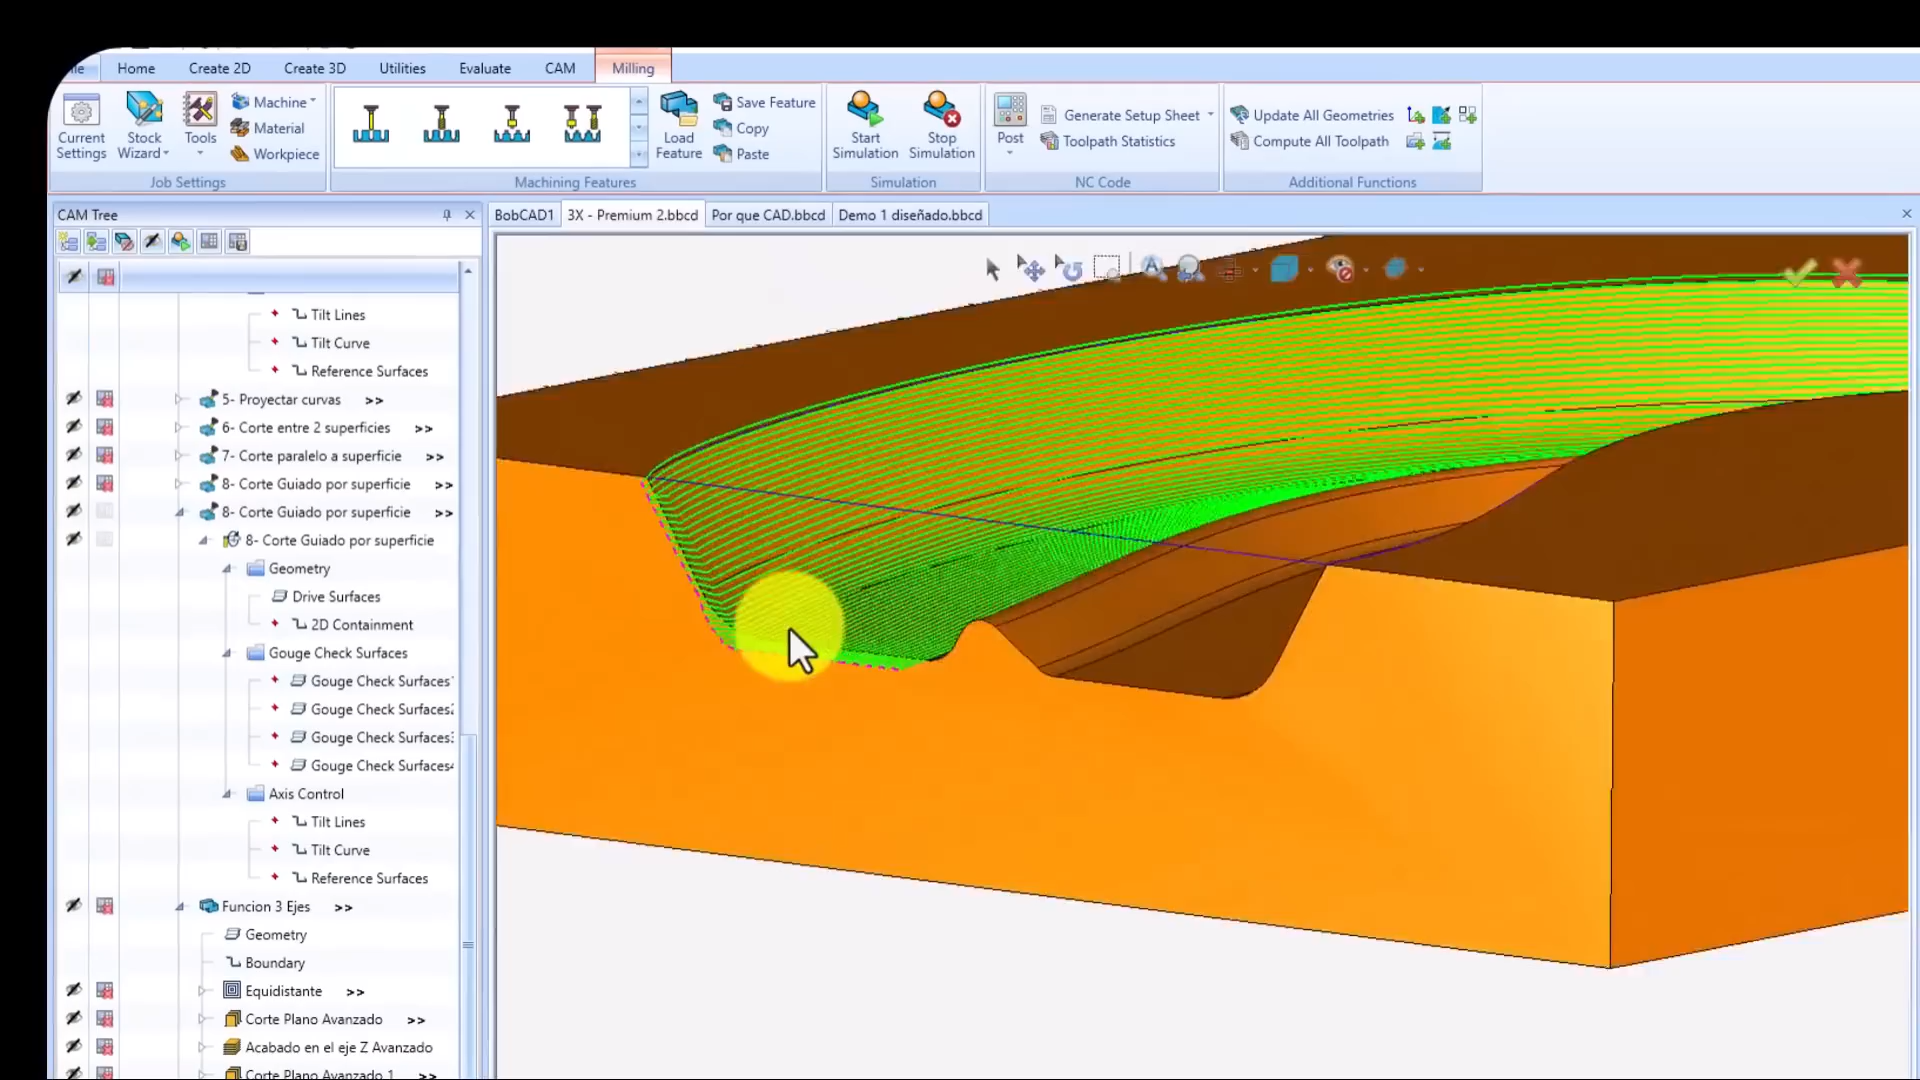 Home Create 2D Create 3D Utilities Evaluate CAM Milling
Current Settings
Stock Wizard
Tools
Machine
Material
Workpiece
Job Settings
Load Feature
Save Feature
Copy
Paste
Machining Features
Start Simulation
Stop Simulation
Simulation
Post
Generate Setup Sheet
Toolpath Statistics
NC Code
Update All Geometries
Compute All Toolpath
Additional Functions
CAM Tree
BobCAD1 3X - Premium 2.bbcd Por que CAD.bbcd Demo 1 diseñado.bbcd
Tilt Lines
Tilt Curve
Reference Surfaces
5- Proyectar curvas >>
6- Corte entre 2 superficies >>
7- Corte paralelo a superficie >>
8- Corte Guiado por superficie >>
8- Corte Guiado por superficie >>
8- Corte Guiado por superficie
Geometry
Drive Surfaces
2D Containment
Gouge Check Surfaces
Gouge Check Surfaces
Gouge Check Surfaces
Gouge Check Surfaces
Gouge Check Surfaces
Axis Control
Tilt Lines
Tilt Curve
Reference Surfaces
Funcion 3 Ejes >>
Geometry
Boundary
Equidistante >>
Corte Plano Avanzado >>
Acabado en el eje Z Avanzado
Corte Plano Avanzado 1 >>